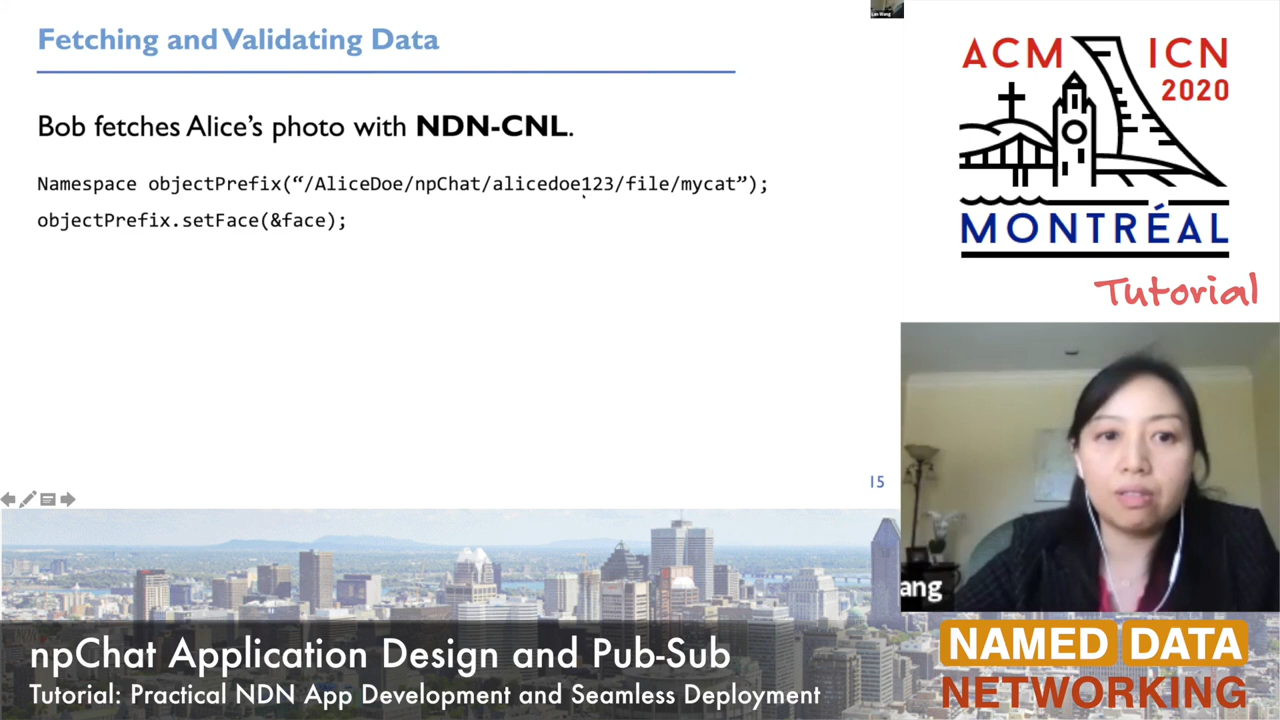 Fetching and Validating Data
Bob fetches Alice's photo with NDN-CNL.
Namespace objectPrefix(“/AliceDoe/npChat/alicedoe123/file/mycat”);
objectPrefix.setFace(&face);
15
ACM ICN
2020
MONTRÉAL
Tutorial
ang
npChat Application Design and Pub-Sub
Tutorial: Practical NDN App Development and Seamless Deployment
NAMED DATA
NETWORKING